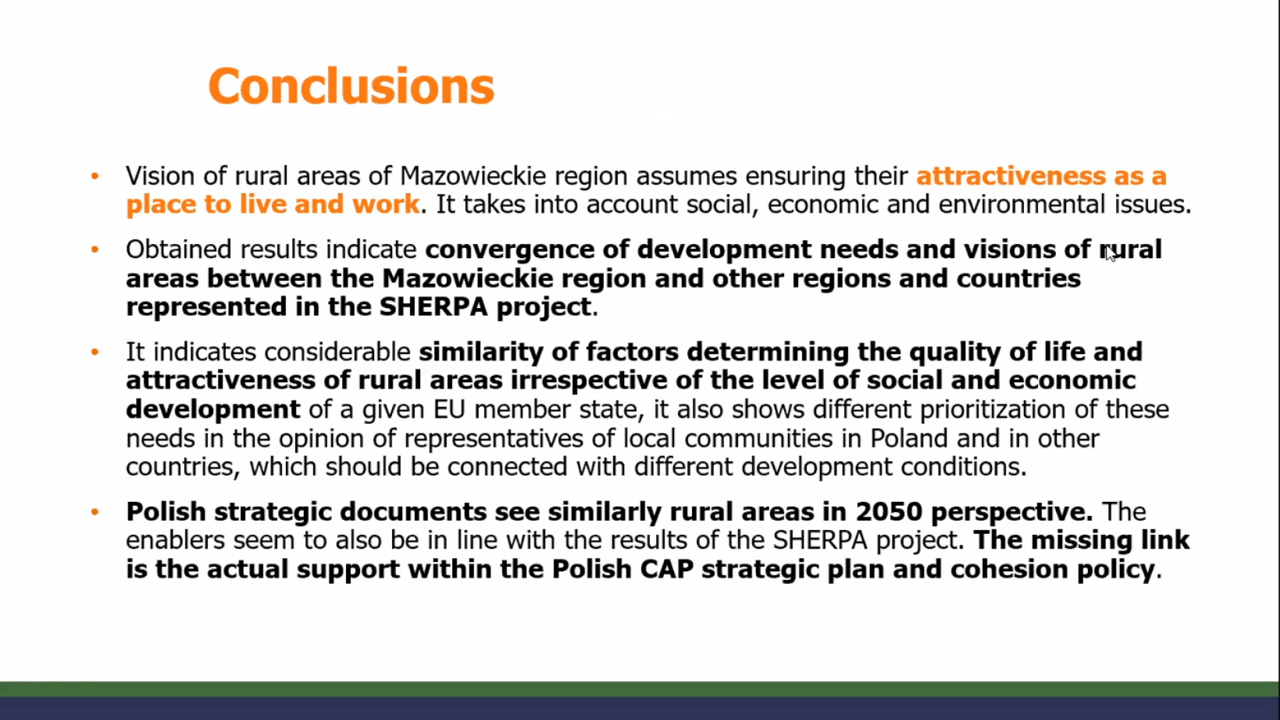 Conclusions
• Vision of rural areas of Mazowieckie region assumes ensuring their attractiveness as a
place to live and work. It takes into account social, economic and environmental issues.
• Obtained results indicate convergence of development needs and visions of rural
areas between the Mazowieckie region and other regions and countries
represented in the SHERPA project.
• It indicates considerable similarity of factors determining the quality of life and
attractiveness of rural areas irrespective of the level of social and economic
development of a given EU member state, it also shows different prioritization of these
needs in the opinion of representatives of local communities in Poland and in other
countries, which should be connected with different development conditions.
• Polish strategic documents see similarly rural areas in 2050 perspective. The
enablers seem to also be in line with the results of the SHERPA project. The missing link
is the actual support within the Polish CAP strategic plan and cohesion policy.